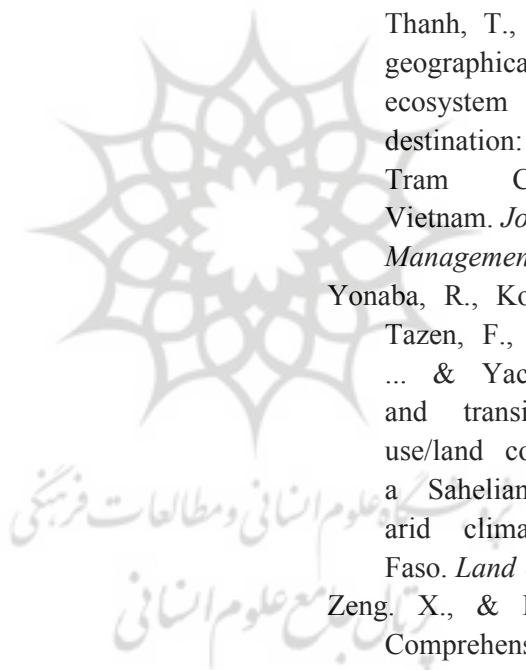 Thanh, T.,
geographica
ecosystem
destination:
Tram C
Vietnam. Jo
Managemen
Yonaba, R., Ko
Tazen, F.,
... & Yac
and transi
use/land co
a Sahelian
پژوهشگاه علوم انسانی و مطالعات فرهنگی
arid clima
Faso. Land
پرتال جامع علوم انسانی
Zeng. X., &
Comprehens